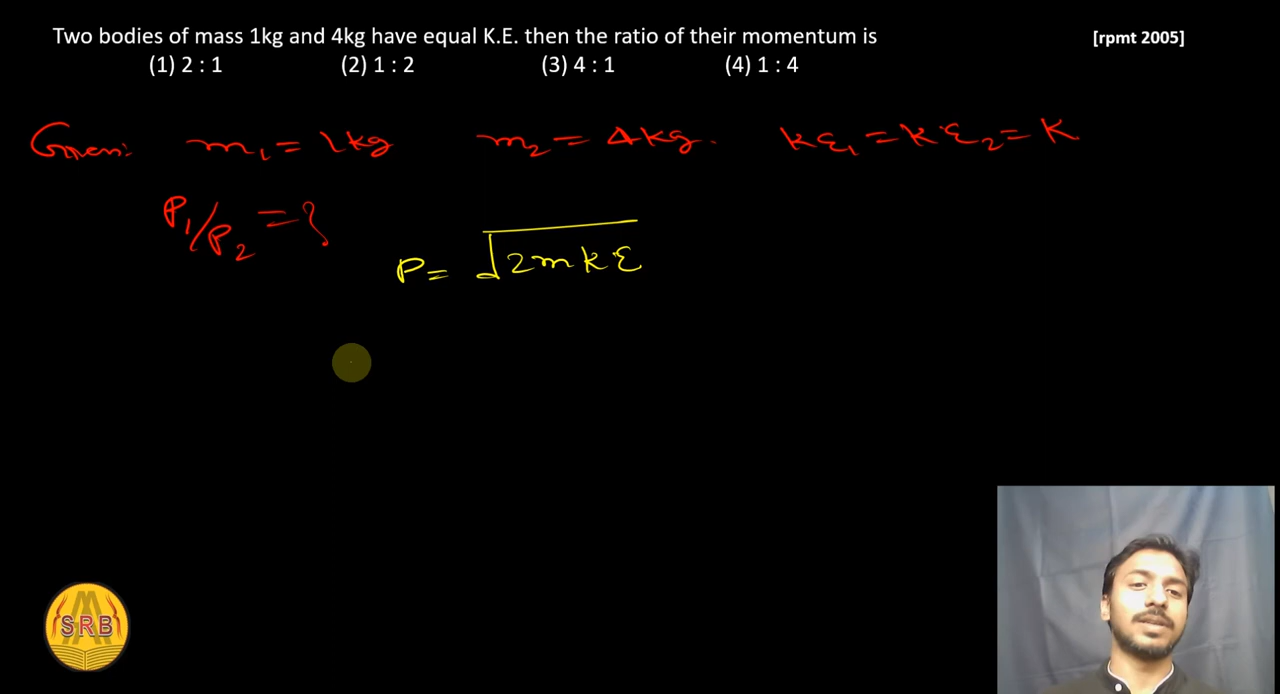 Two bodies of mass 1kg and 4kg have equal K.E. then the ratio of their momentum is [rpmt 2005]
(1) 2 : 1 (2) 1 : 2 (3) 4 : 1 (4) 1 : 4
Given: m₁ = 1kg m₂ = 4kg. KE₁ = KE₂ = K.
P₁/P₂ = ?
P = √2mKE
SRB